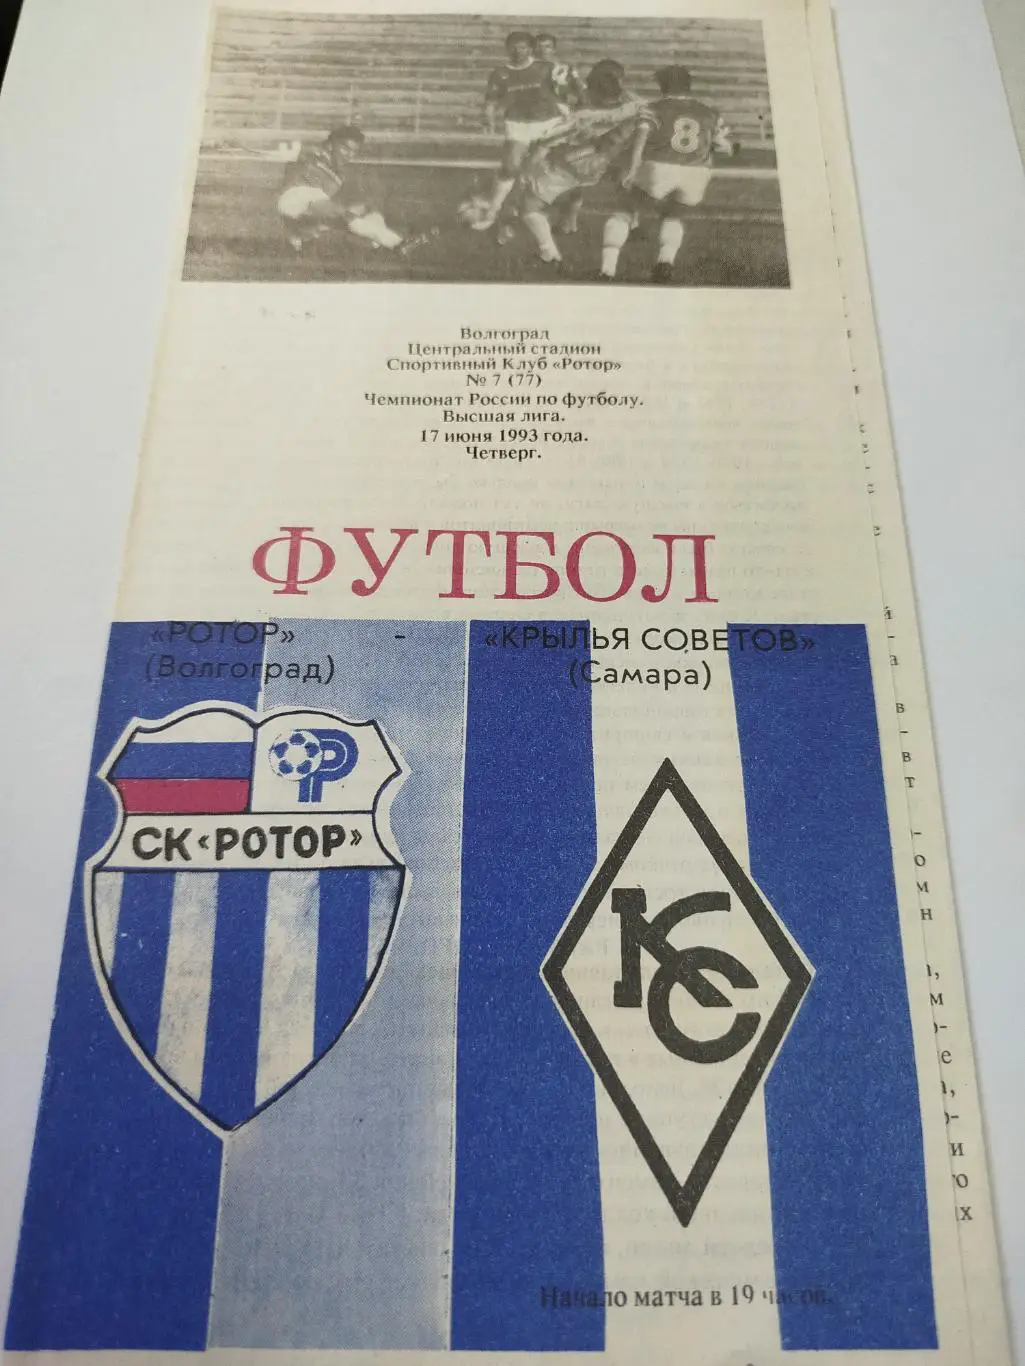 8
Волгоград
Центральный стадион
Спортивный Клуб «Ротор»
№ 7 (77)
Чемпионат России по футболу.
Высшая лига.
17 июня 1993 года.
Четверг.
ФУТБОЛ
«РОТОР» - «КРЫЛЬЯ СОВЕТОВ»
(Волгоград) (Самара)
Р
СК «РОТОР»
КС
Начало матча в 19 часов.